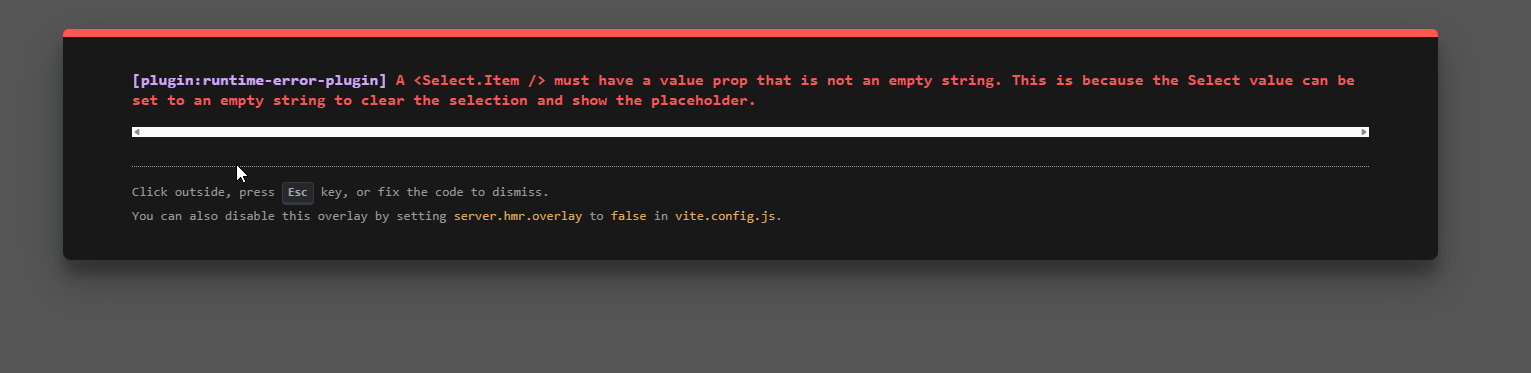 [plugin:runtime-error-plugin] A <Select.Item /> must have a value prop that is not an empty string. This is because the Select value can be
set to an empty string to clear the selection and show the placeholder.
Click outside, press Esc key, or fix the code to dismiss.
You can also disable this overlay by setting server.hmr.overlay to false in vite.config.js.